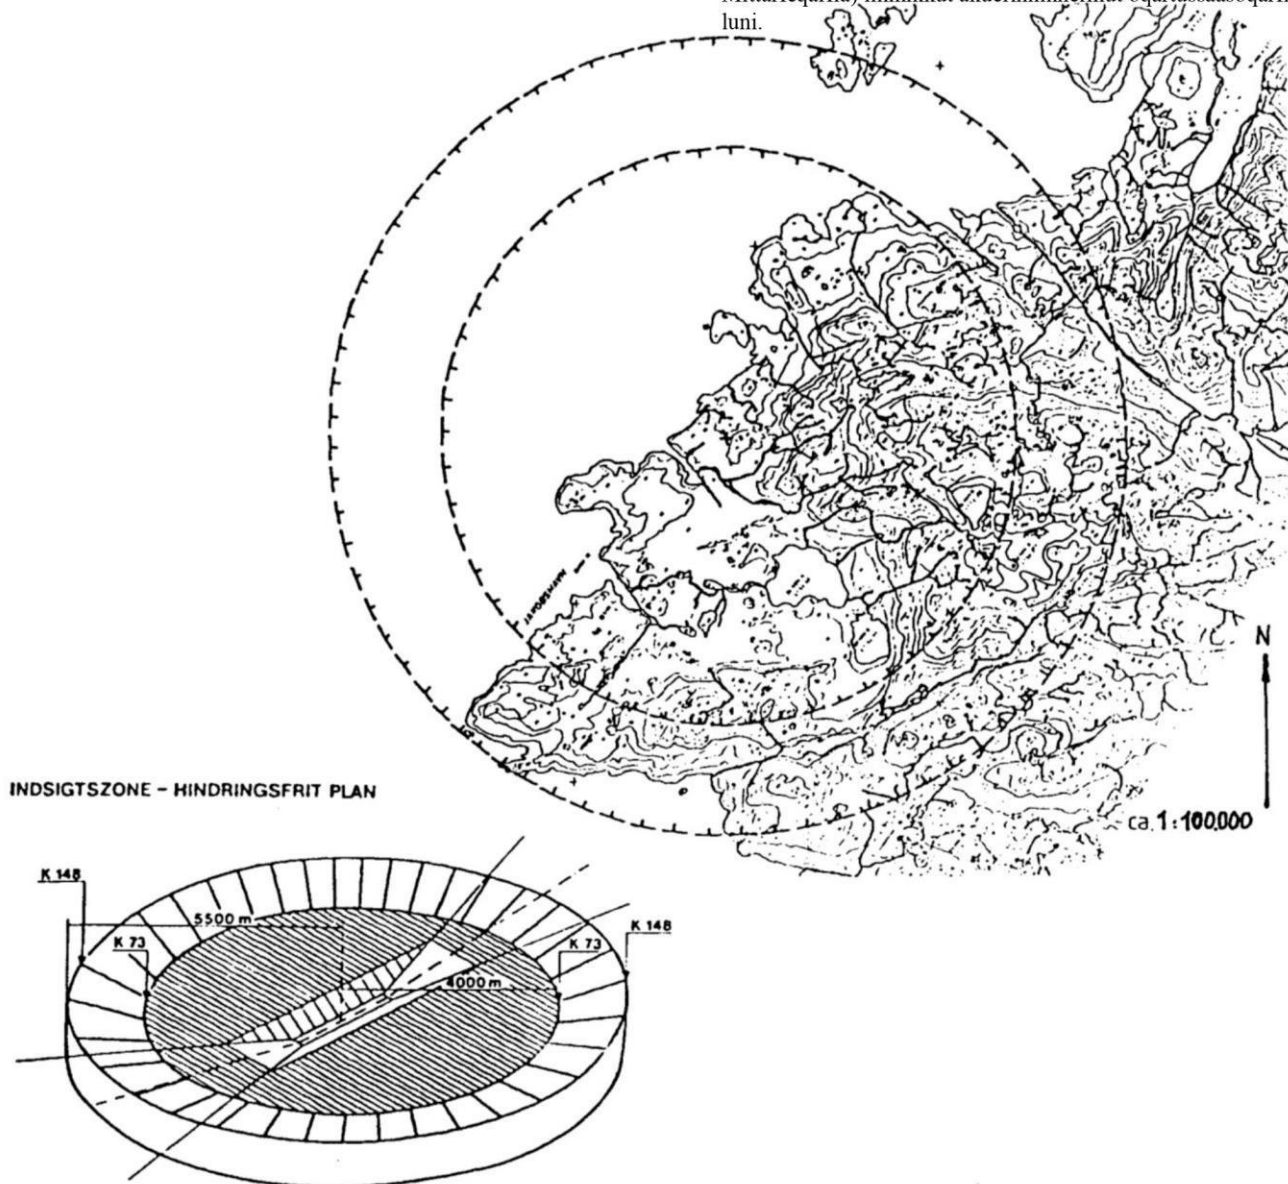 luni.
N
ca. 1:100.000
INDSIGTSZONE - HINDRINGSFRIT PLAN
K 148
5500 m
K 73
K 73
K 148
4000 m